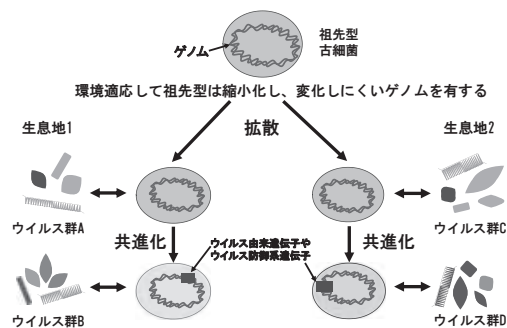 祖先型
古細菌
ゲノム
環境適応して祖先型は縮小化し、変化しにくいゲノムを有する
生息地1
拡散
生息地2
ウイルス群A
ウイルス群C
共進化
ウイルス由来遺伝子や
ウイルス防御系遺伝子
共進化
ウイルス群B
ウイルス群D